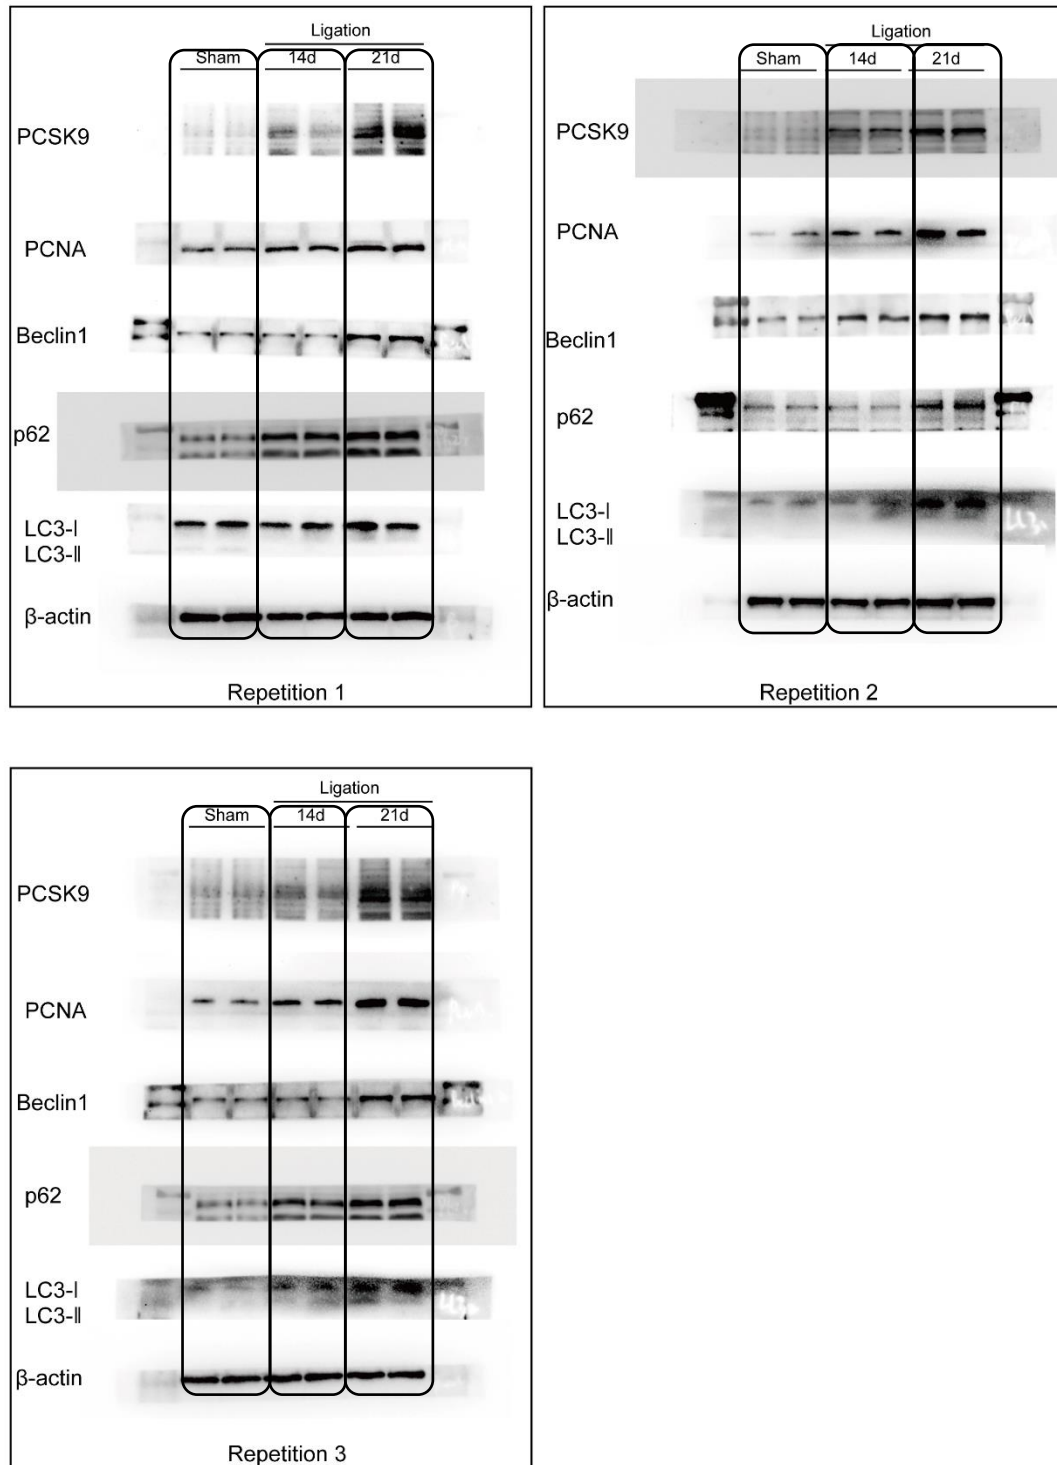 Ligation
Sham 14d 21d
PCSK9
PCNA
Beclin1
p62
LC3-Ⅰ
LC3-Ⅱ
β-actin
Repetition 1
Ligation
Sham 14d 21d
PCSK9
PCNA
Beclin1
p62
LC3-Ⅰ
LC3-Ⅱ
β-actin
Repetition 2
Ligation
Sham 14d 21d
PCSK9
PCNA
Beclin1
p62
LC3-Ⅰ
LC3-Ⅱ
β-actin
Repetition 3